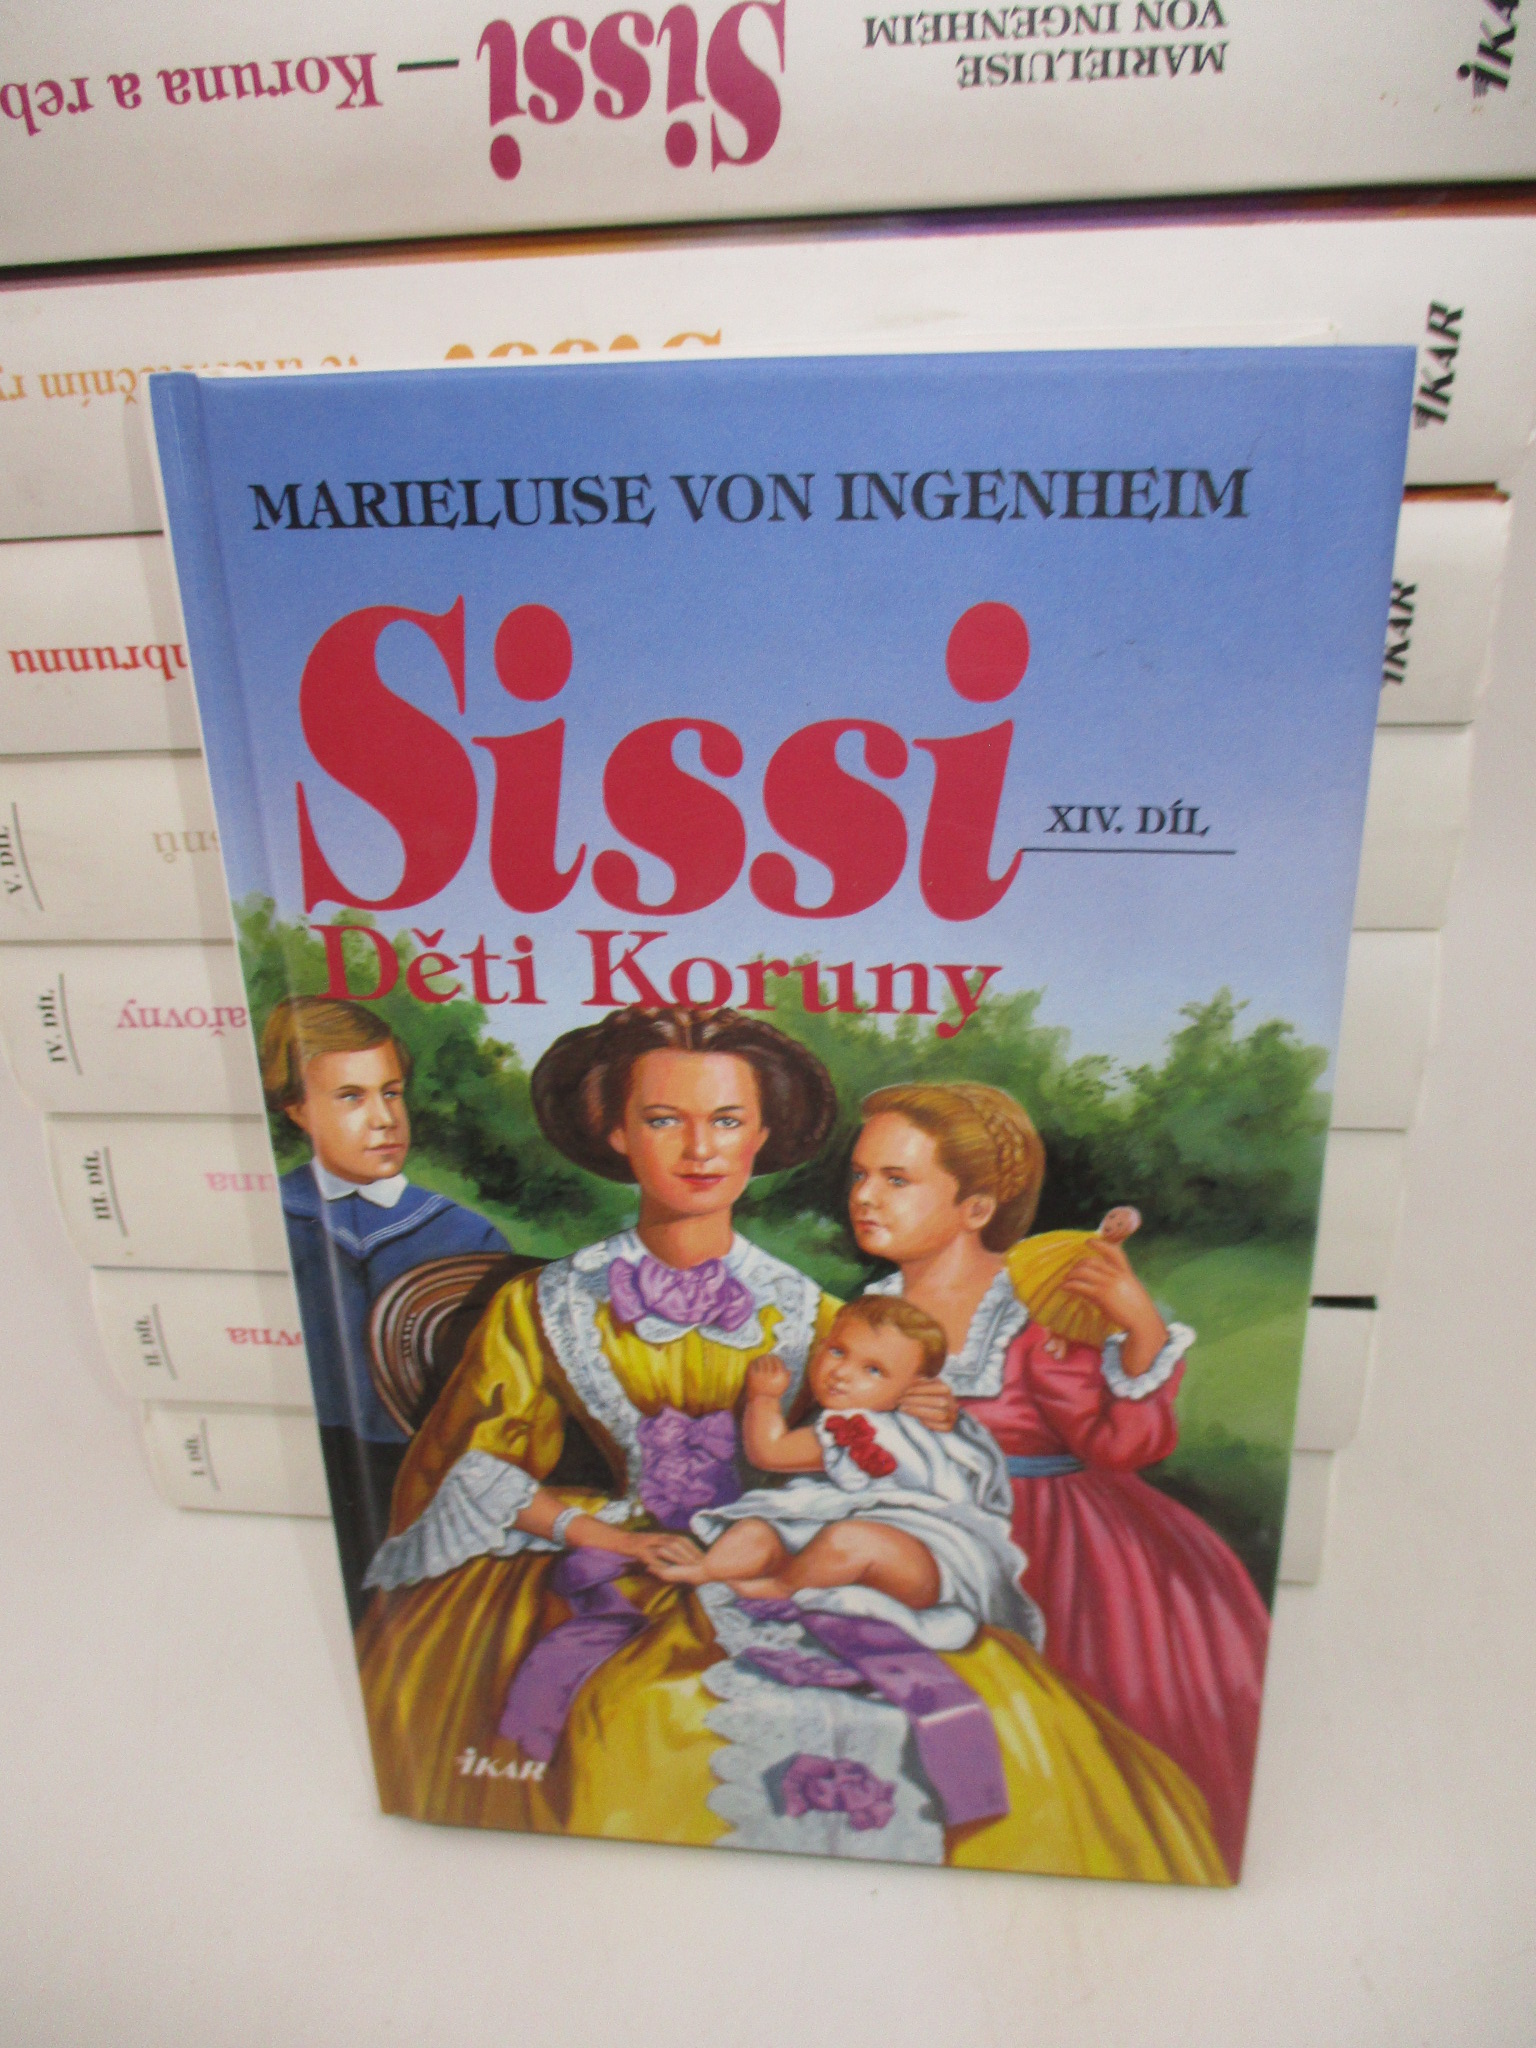 Koruna a reb
Sissi –
MARIELUISE
VON INGENHEIM
iKAR
MARIELUISE VON INGENHEIM
Sissi
XIV. DÍL
Děti Koruny
iKAR
iKAR
V. DÍL
IV. DÍL
III. DÍL
II. DÍL
I. DÍL
iKAR